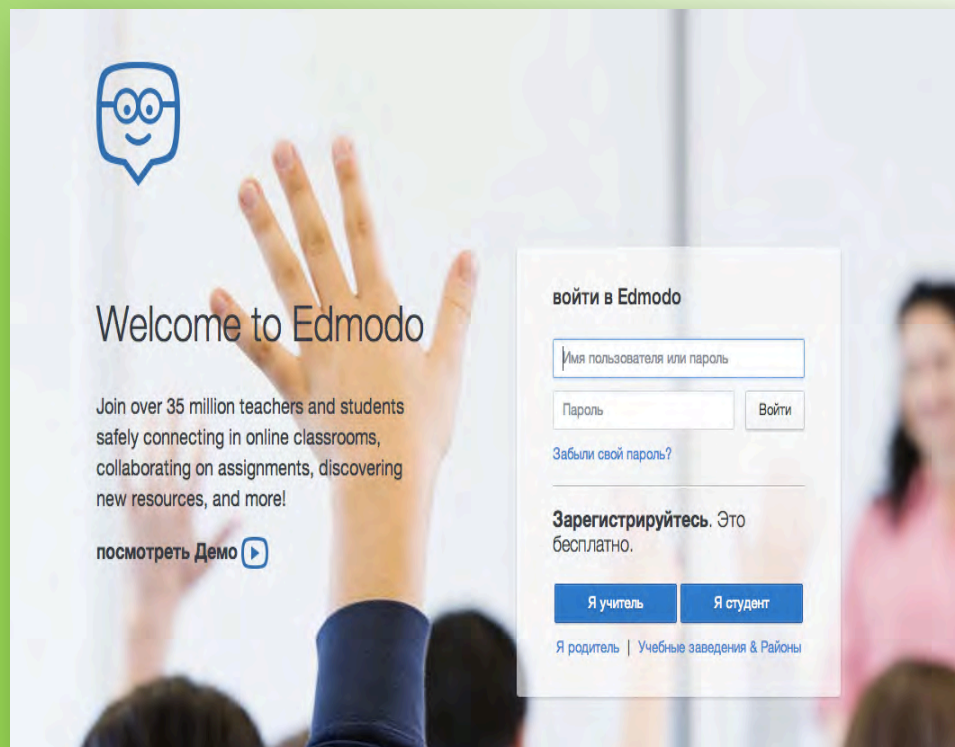 Welcome to Edmodo
Join over 35 million teachers and students
safely connecting in online classrooms,
collaborating on assignments, discovering
new resources, and more!
посмотреть Демо
войти в Edmodo
Имя пользователя или пароль
Пароль
Войти
Забыли свой пароль?
Зарегистрируйтесь. Это
бесплатно.
Я учитель
Я студент
Я родитель | Учебные заведения & Районы